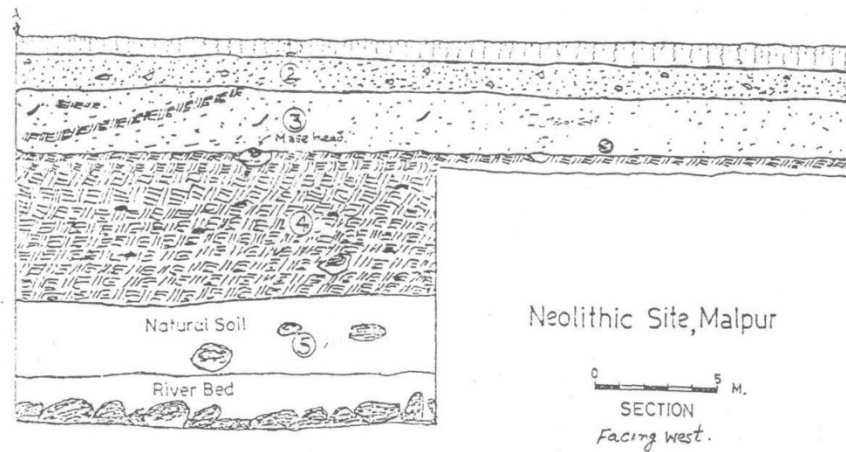 A
2
3
Mace head.
4
Natural Soil
5
River Bed
Neolithic Site, Malpur
0 5 M.
SECTION
Facing west.